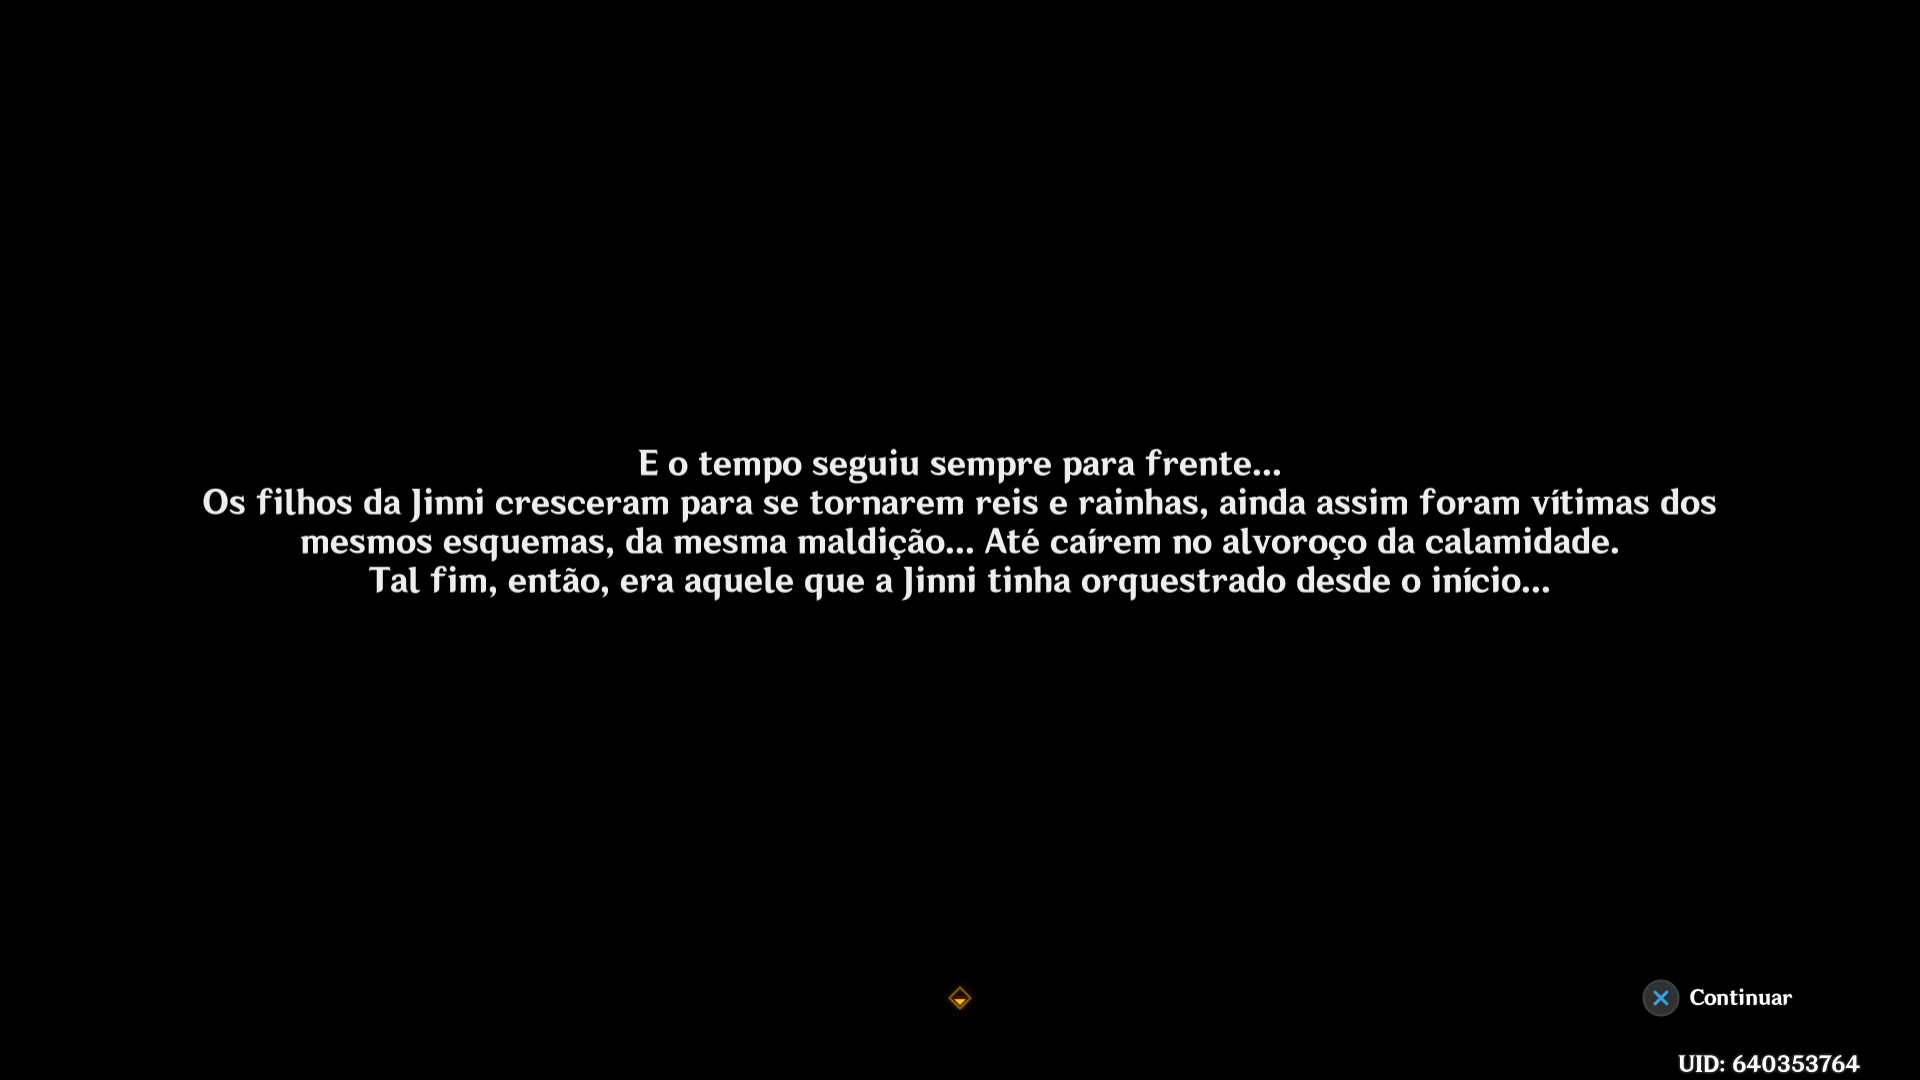 E o tempo seguiu sempre para frente...
Os filhos da Jinni cresceram para se tornarem reis e rainhas, ainda assim foram vítimas dos
mesmos esquemas, da mesma maldição... Até caírem no alvoroço da calamidade.
Tal fim, então, era aquele que a Jinni tinha orquestrado desde o início...
Continuar
UID: 640353764